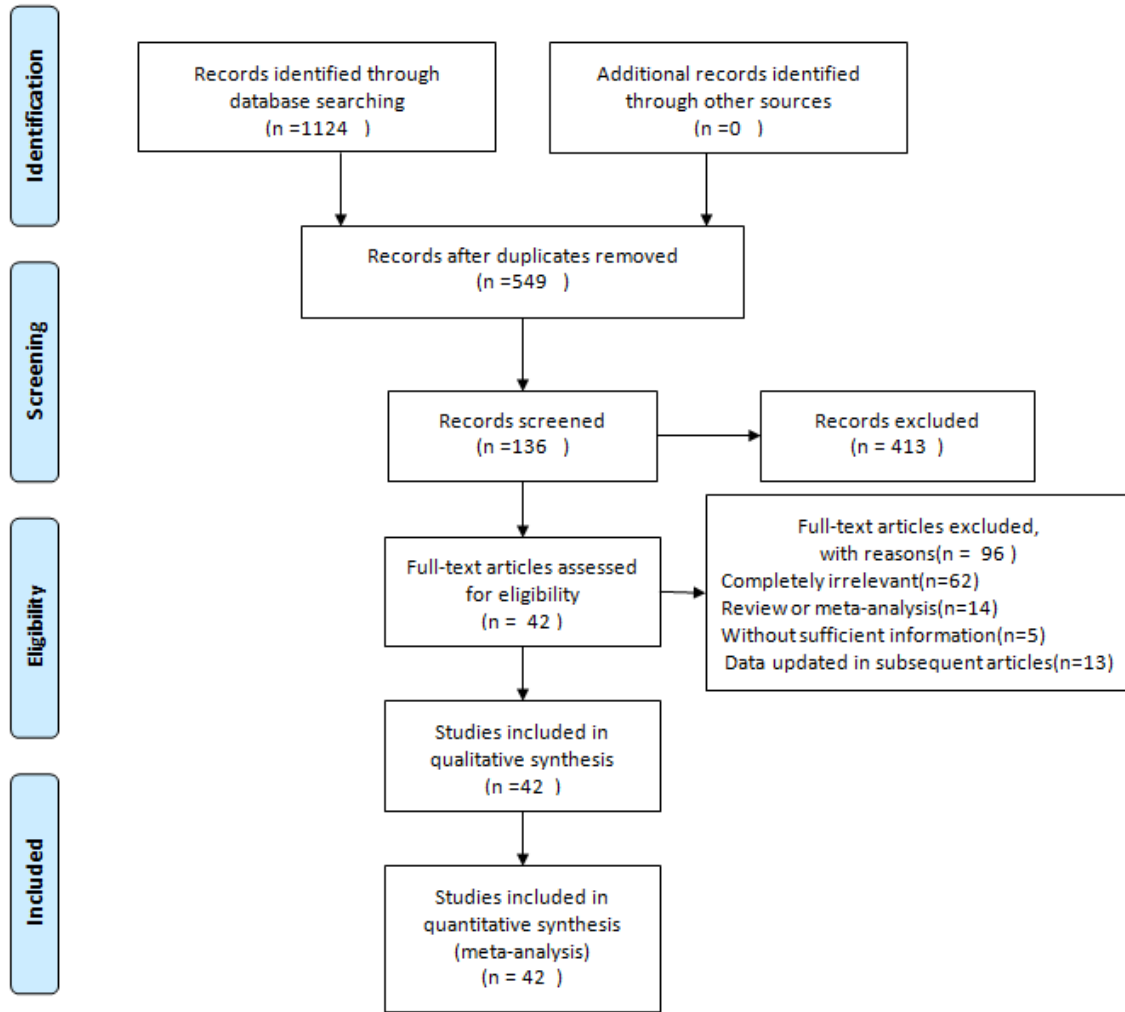 Identification
Records identified through
database searching
(n =1124 )
Additional records identified
through other sources
(n =0 )
Records after duplicates removed
(n =549 )
Screening
Records screened
(n =136 )
Records excluded
(n = 413 )
Eligibility
Full-text articles assessed
for eligibility
(n = 42 )
Full-text articles excluded,
with reasons(n = 96 )
Completely irrelevant(n=62)
Review or meta-analysis(n=14)
Without sufficient information(n=5)
Data updated in subsequent articles(n=13)
Studies included in
qualitative synthesis
(n =42 )
Included
Studies included in
quantitative synthesis
(meta-analysis)
(n = 42 )